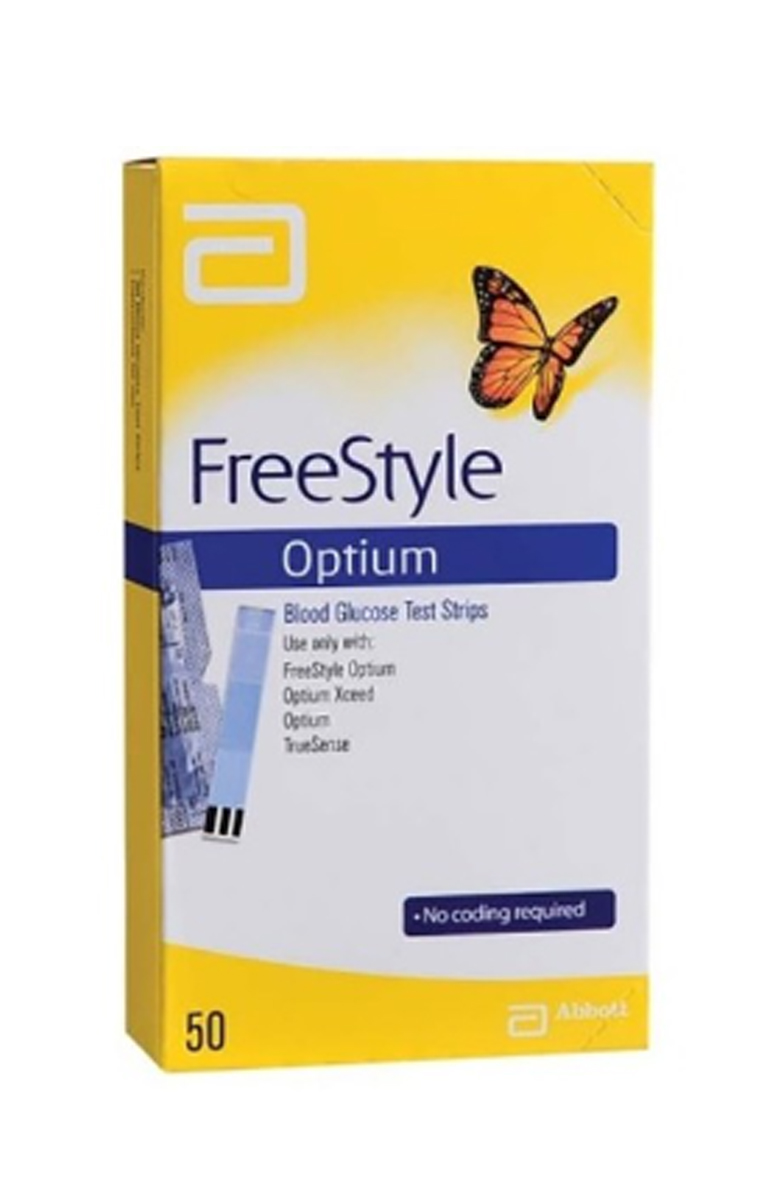 FreeStyle
Optium
Blood Glucose Test Strips
Use only with:
FreeStyle Optium
Optium Xceed
Optium
TrueSense
• No coding required
50
Abbott